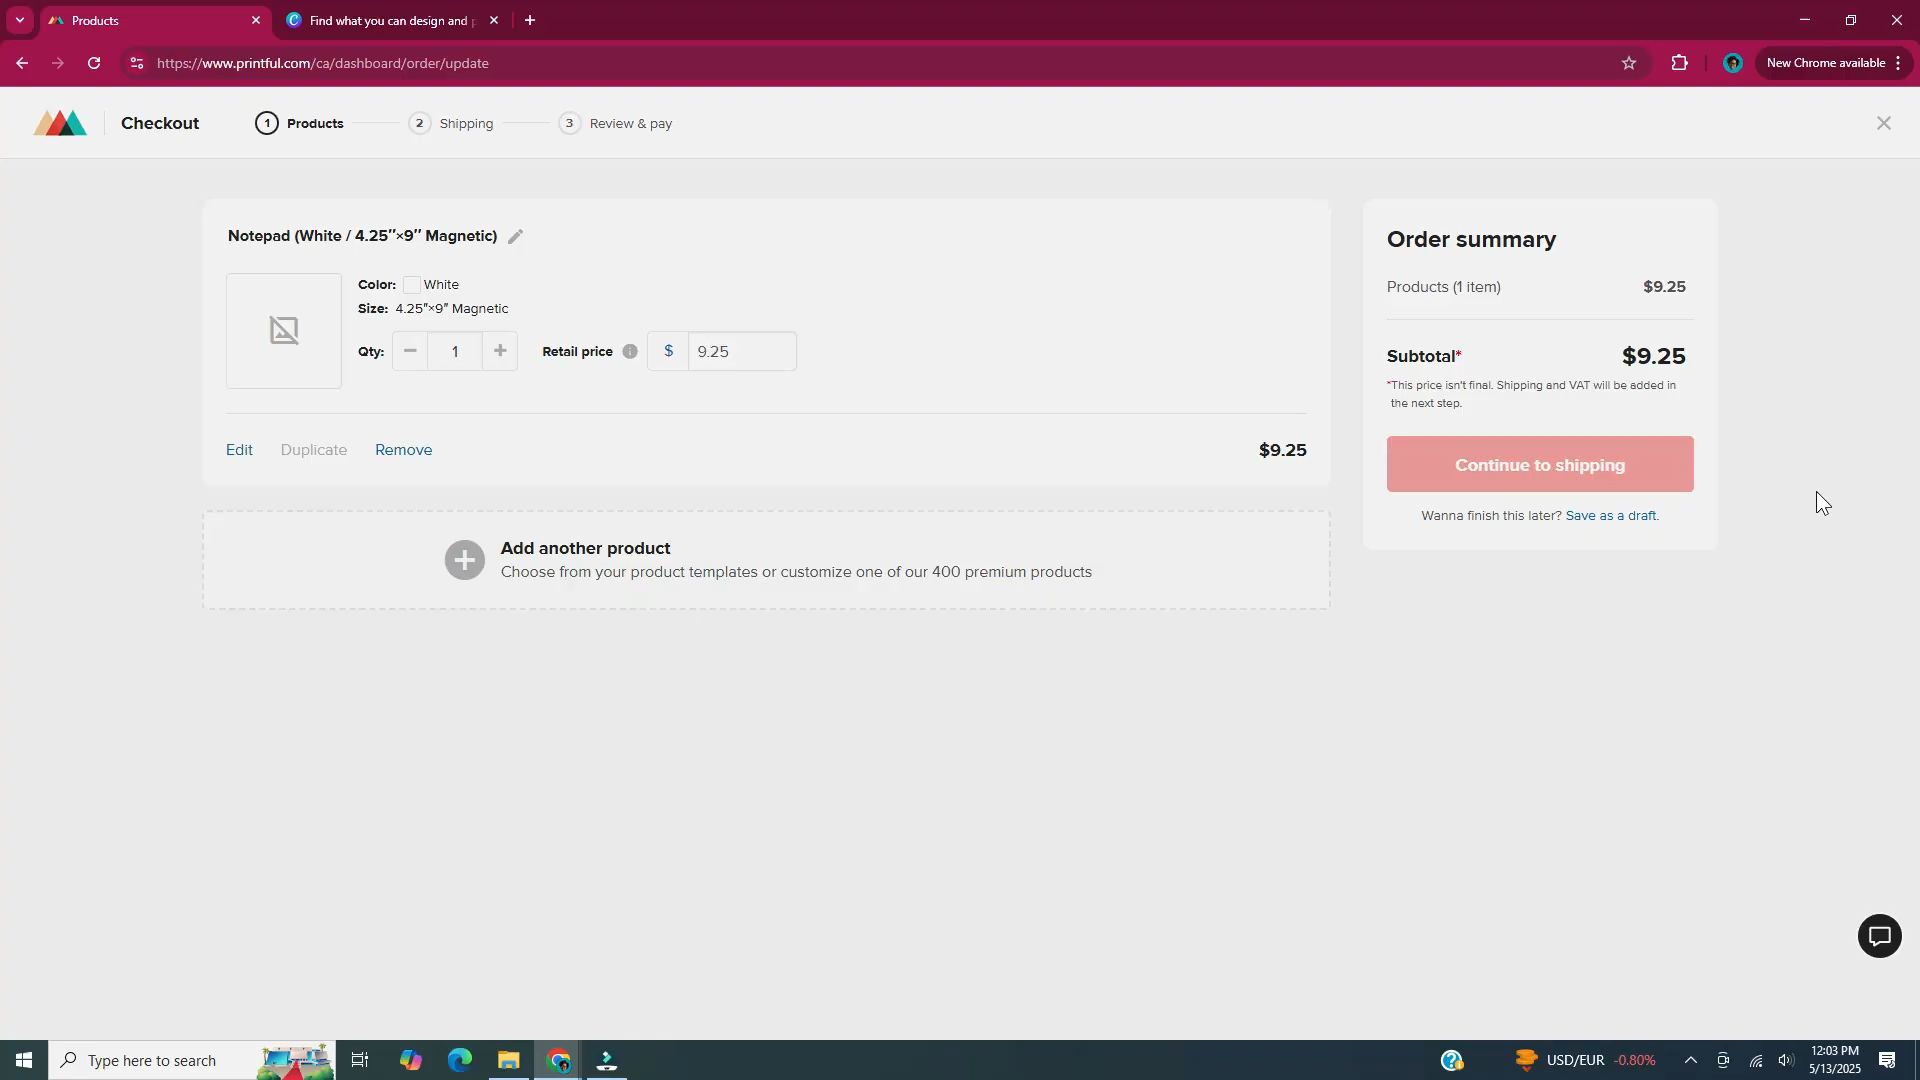 Products
Find what you can design and
New Chrome available
https://www.printful.com/ca/dashboard/order/update
Checkout
1 Products
2 Shipping
3 Review & pay
Notepad (White / 4.25″×9″ Magnetic)
Color: White
Size: 4.25″×9″ Magnetic
Qty: 1
Retail price $ 9.25
Edit
Duplicate
Remove
$9.25
Add another product
Choose from your product templates or customize one of our 400 premium products
Order summary
Products (1 item) $9.25
Subtotal* $9.25
*This price isn't final. Shipping and VAT will be added in
the next step.
Continue to shipping
Wanna finish this later? Save as a draft.
Type here to search
USD/EUR -0.80%
12:03 PM
5/13/2025